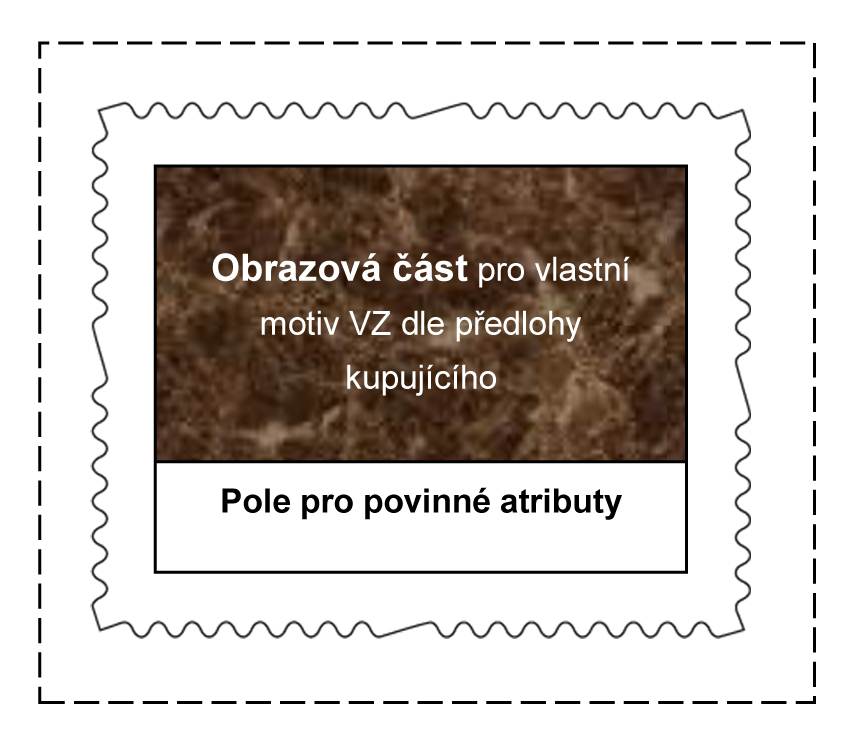 Obrazová část pro vlastní
motiv VZ dle předlohy
kupujícího
Pole pro povinné atributy